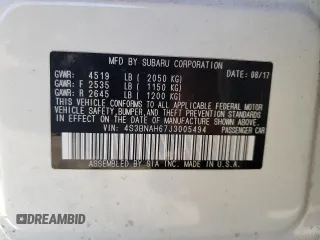 MFD. BY SUBARU CORPORATION DATE: 08/17
GVWR: 4519 LB ( 2050 KG)
GAWR: F 2535 LB ( 1150 KG)
GAWR: R 2645 LB ( 1200 KG)
THIS VEHICLE CONFORMS TO ALL APPLICABLE FEDERAL MOTOR
VEHICLE SAFETY, BUMPER, AND THEFT PREVENTION STANDARDS
IN EFFECT ON THE DATE OF MANUFACTURE SHOWN ABOVE.
VIN: 4S3BNAH67J3005494 PASSENGER CAR
ASSEMBLED BY SIA INC. MADE IN U.S.A.
DREAMBID